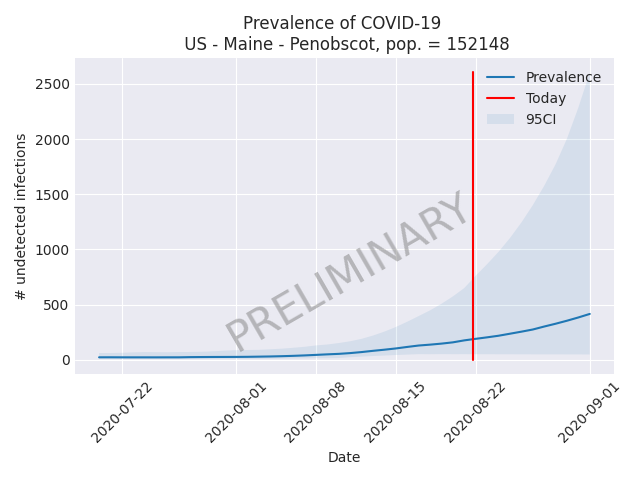 Prevalence of COVID-19
US - Maine - Penobscot, pop. = 152148
Prevalence
Today
95CI
2500
2000
1500
1000
500
0
# undetected infections
PRELIMINARY
2020-07-22
2020-08-01
2020-08-08
2020-08-15
2020-08-22
2020-09-01
Date